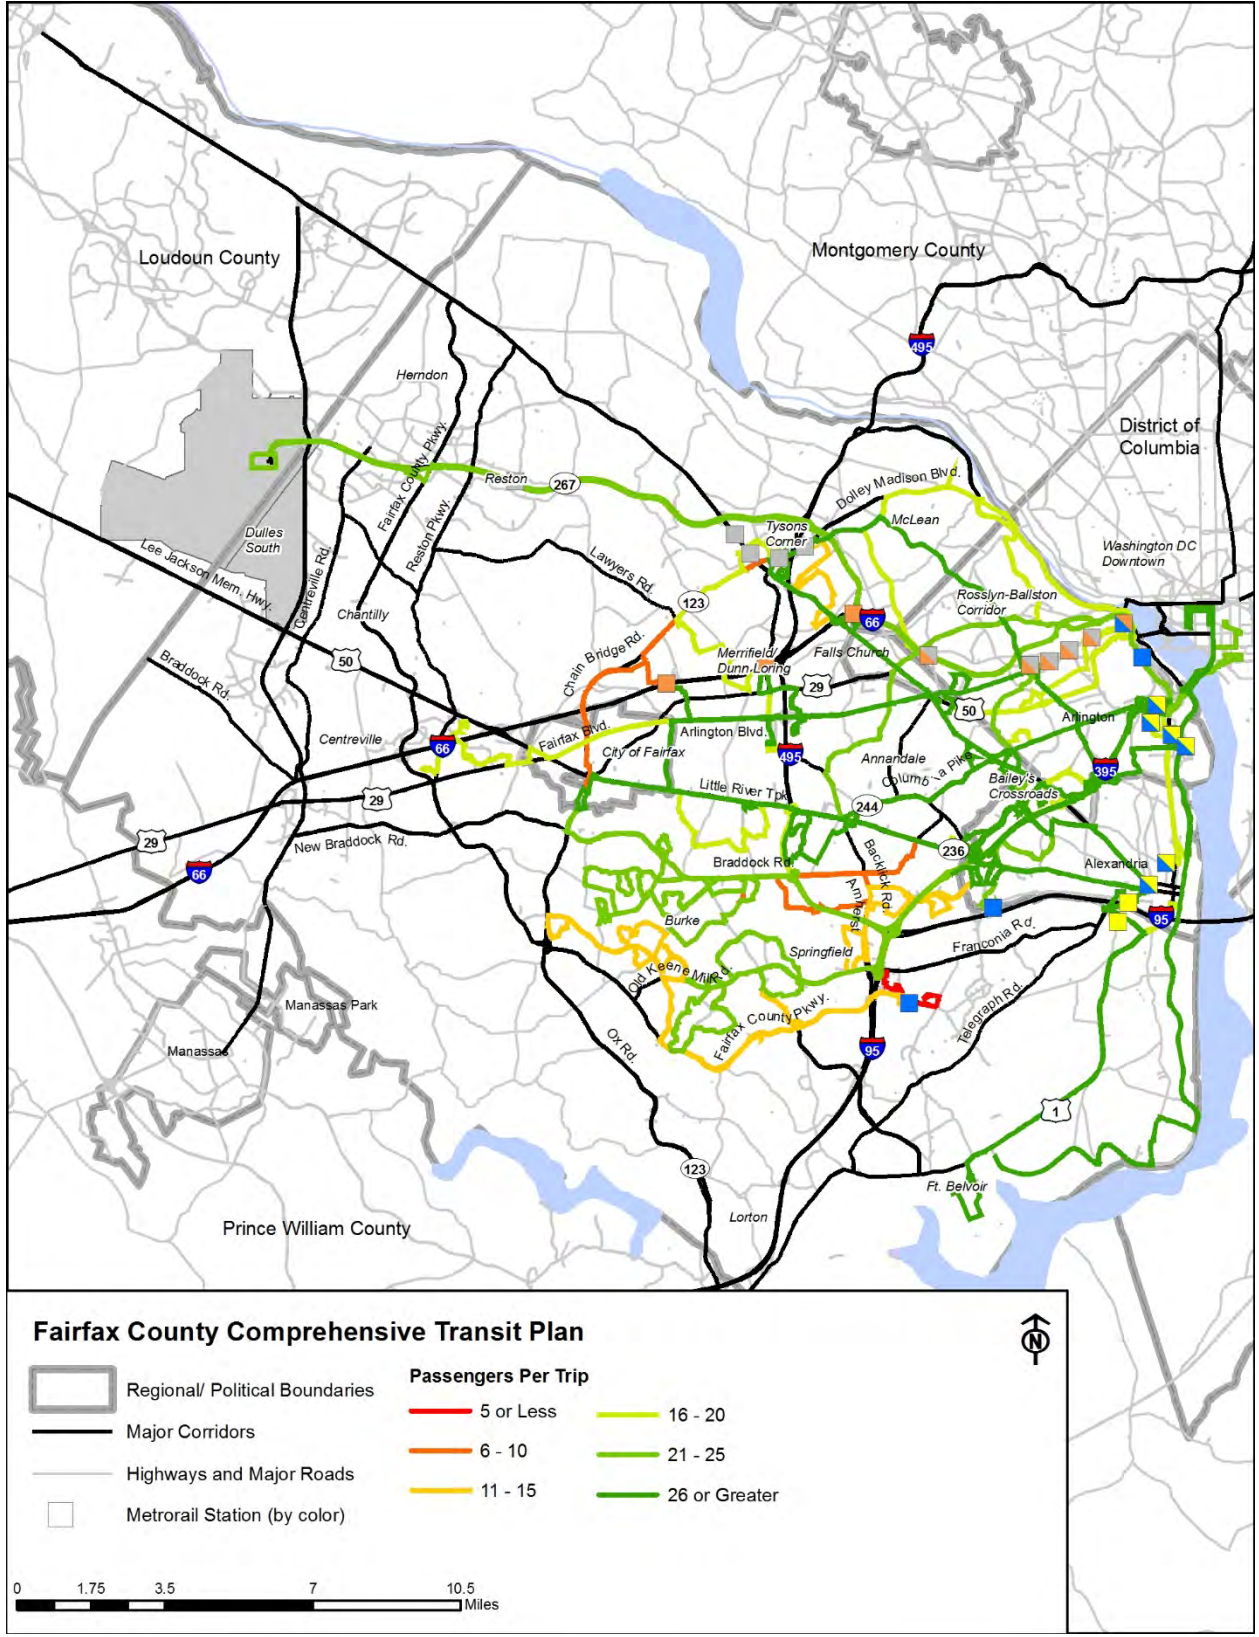 Loudoun County
Montgomery County
495
Herndon
District of
Columbia
Fairfax County Pkwy.
Reston
267
Dolley Madison Blvd.
Reston Pkwy.
McLean
Tysons
Corner
Dulles
South
Washington DC
Downtown
Lee Jackson Mem. Hwy.
Centreville Rd.
Lawyers Rd.
Rosslyn-Ballston
Corridor
123
Chantilly
66
Chain Bridge Rd.
Merrifield/
Dunn Loring
Falls Church
50
Braddock Rd.
29
50
Arlington
Centreville
66
Fairfax Blvd.
City of Fairfax
Arlington Blvd.
495
Annandale
Columbia Pike
395
Bailey's
Crossroads
Little River Tpk.
29
244
29
New Braddock Rd.
236
66
Braddock Rd.
Backlick Rd.
Amherst
Alexandria
95
Burke
Springfield
Franconia Rd.
Old Keene Mill Rd.
Manassas Park
Fairfax County Pkwy.
Telegraph Rd.
Manassas
Ox Rd.
95
1
123
Ft. Belvoir
Lorton
Prince William County
Fairfax County Comprehensive Transit Plan
N
Regional/ Political Boundaries
Major Corridors
Highways and Major Roads
Metrorail Station (by color)
Passengers Per Trip
5 or Less
6 - 10
11 - 15
16 - 20
21 - 25
26 or Greater
0 1.75 3.5 7 10.5
Miles